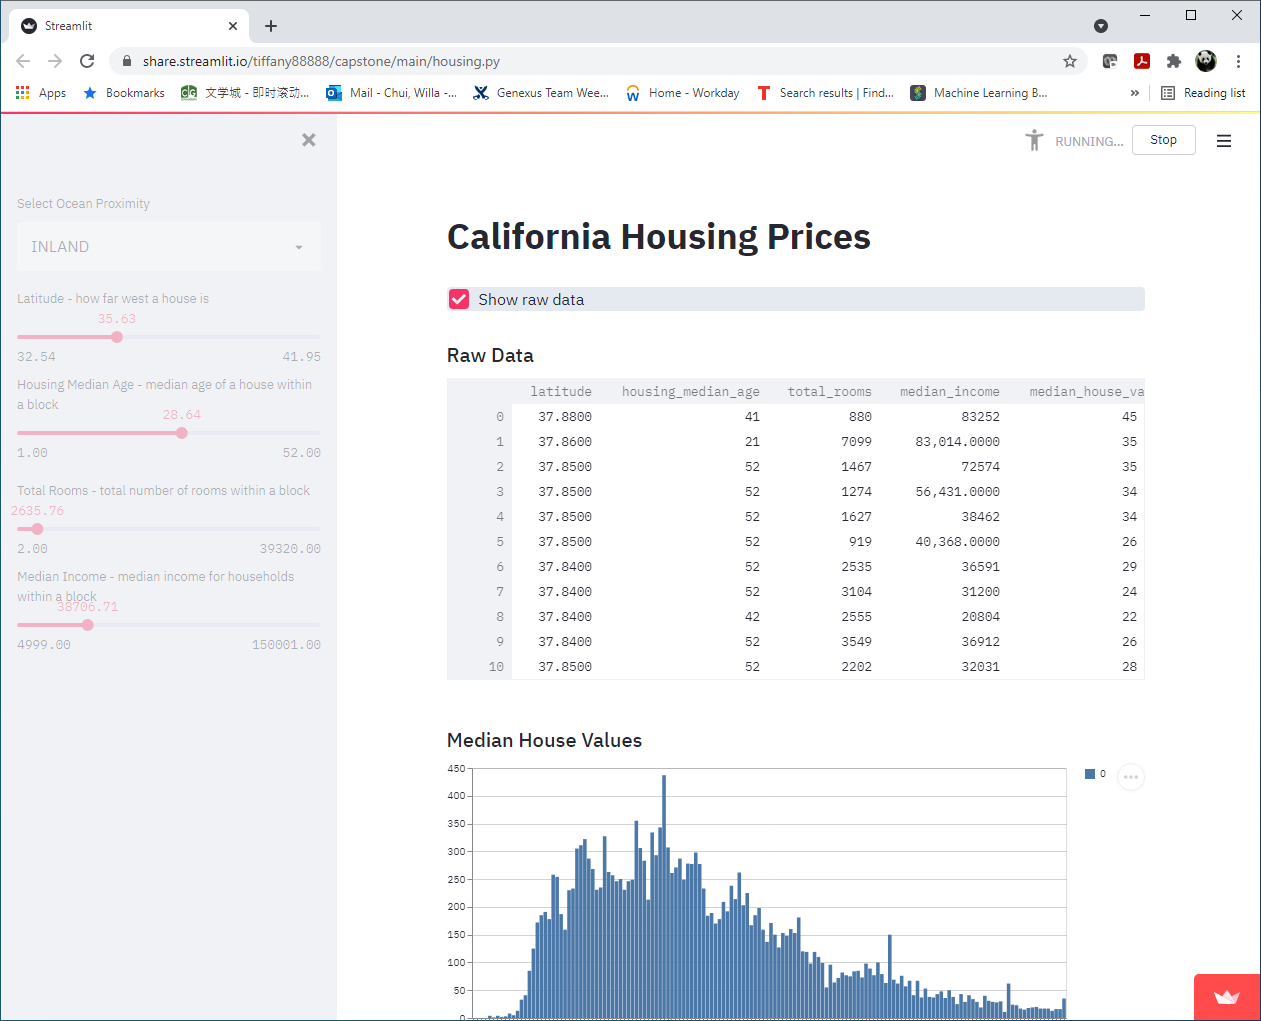 Streamlit
share.streamlit.io/tiffany88888/capstone/main/housing.py
Apps Bookmarks 文学城 - 即时滚动... Mail - Chui, Willa -... Genexus Team Wee... Home - Workday Search results | Find... Machine Learning B... » Reading list
RUNNING... Stop
Select Ocean Proximity
INLAND
Latitude - how far west a house is
35.63
32.54 41.95
Housing Median Age - median age of a house within
a block
28.64
1.00 52.00
Total Rooms - total number of rooms within a block
2635.76
2.00 39320.00
Median Income - median income for households
within a block
38706.71
4999.00 150001.00
California Housing Prices
Show raw data
Raw Data
latitude housing_median_age total_rooms median_income median_house_va
0 37.8800 41 880 83252 45
1 37.8600 21 7099 83,014.0000 35
2 37.8500 52 1467 72574 35
3 37.8500 52 1274 56,431.0000 34
4 37.8500 52 1627 38462 34
5 37.8500 52 919 40,368.0000 26
6 37.8400 52 2535 36591 29
7 37.8400 52 3104 31200 24
8 37.8400 42 2555 20804 22
9 37.8400 52 3549 36912 26
10 37.8500 52 2202 32031 28
Median House Values
450
400
350
300
250
200
150
100
50
0
0